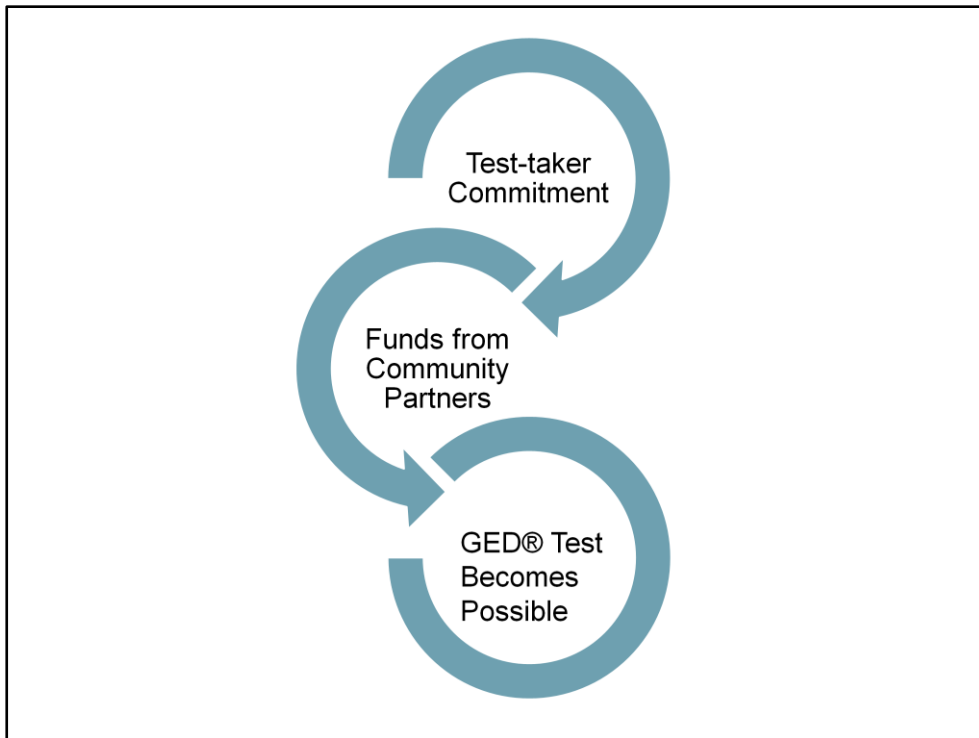 Test-taker
Commitment
Funds from
Community
Partners
GED® Test
Becomes
Possible